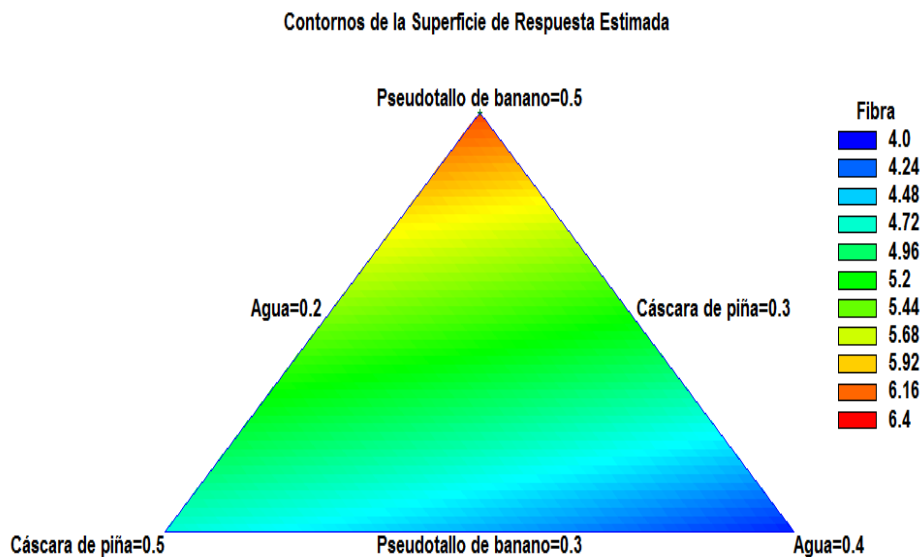 Contornos de la Superficie de Respuesta Estimada
Pseudotallo de banano=0.5
Agua=0.2
Cáscara de piña=0.3
Cáscara de piña=0.5
Pseudotallo de banano=0.3
Agua=0.4
Fibra
4.0
4.24
4.48
4.72
4.96
5.2
5.44
5.68
5.92
6.16
6.4